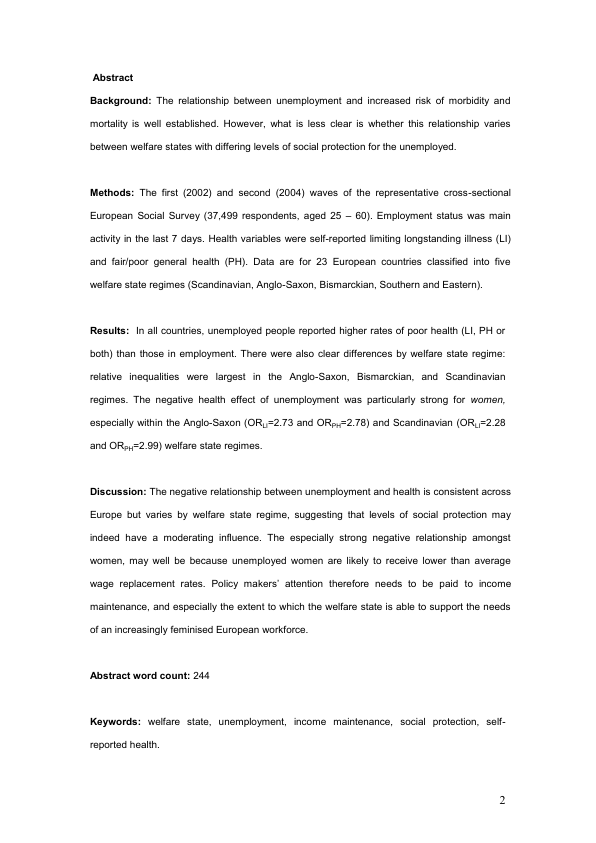 Abstract
Background: The relationship between unemployment and increased risk of morbidity and
mortality is well established. However, what is less clear is whether this relationship varies
between welfare states with differing levels of social protection for the unemployed.
Methods: The first (2002) and second (2004) waves of the representative cross-sectional
European Social Survey (37,499 respondents, aged 25 – 60). Employment status was main
activity in the last 7 days. Health variables were self-reported limiting longstanding illness (LI)
and fair/poor general health (PH). Data are for 23 European countries classified into five
welfare state regimes (Scandinavian, Anglo-Saxon, Bismarckian, Southern and Eastern).
Results: In all countries, unemployed people reported higher rates of poor health (LI, PH or
both) than those in employment. There were also clear differences by welfare state regime:
relative inequalities were largest in the Anglo-Saxon, Bismarckian, and Scandinavian
regimes. The negative health effect of unemployment was particularly strong for women,
especially within the Anglo-Saxon (ORLI=2.73 and ORPH=2.78) and Scandinavian (ORLI=2.28
and ORPH=2.99) welfare state regimes.
Discussion: The negative relationship between unemployment and health is consistent across
Europe but varies by welfare state regime, suggesting that levels of social protection may
indeed have a moderating influence. The especially strong negative relationship amongst
women, may well be because unemployed women are likely to receive lower than average
wage replacement rates. Policy makers' attention therefore needs to be paid to income
maintenance, and especially the extent to which the welfare state is able to support the needs
of an increasingly feminised European workforce.
Abstract word count: 244
Keywords: welfare state, unemployment, income maintenance, social protection, self-
reported health.
2